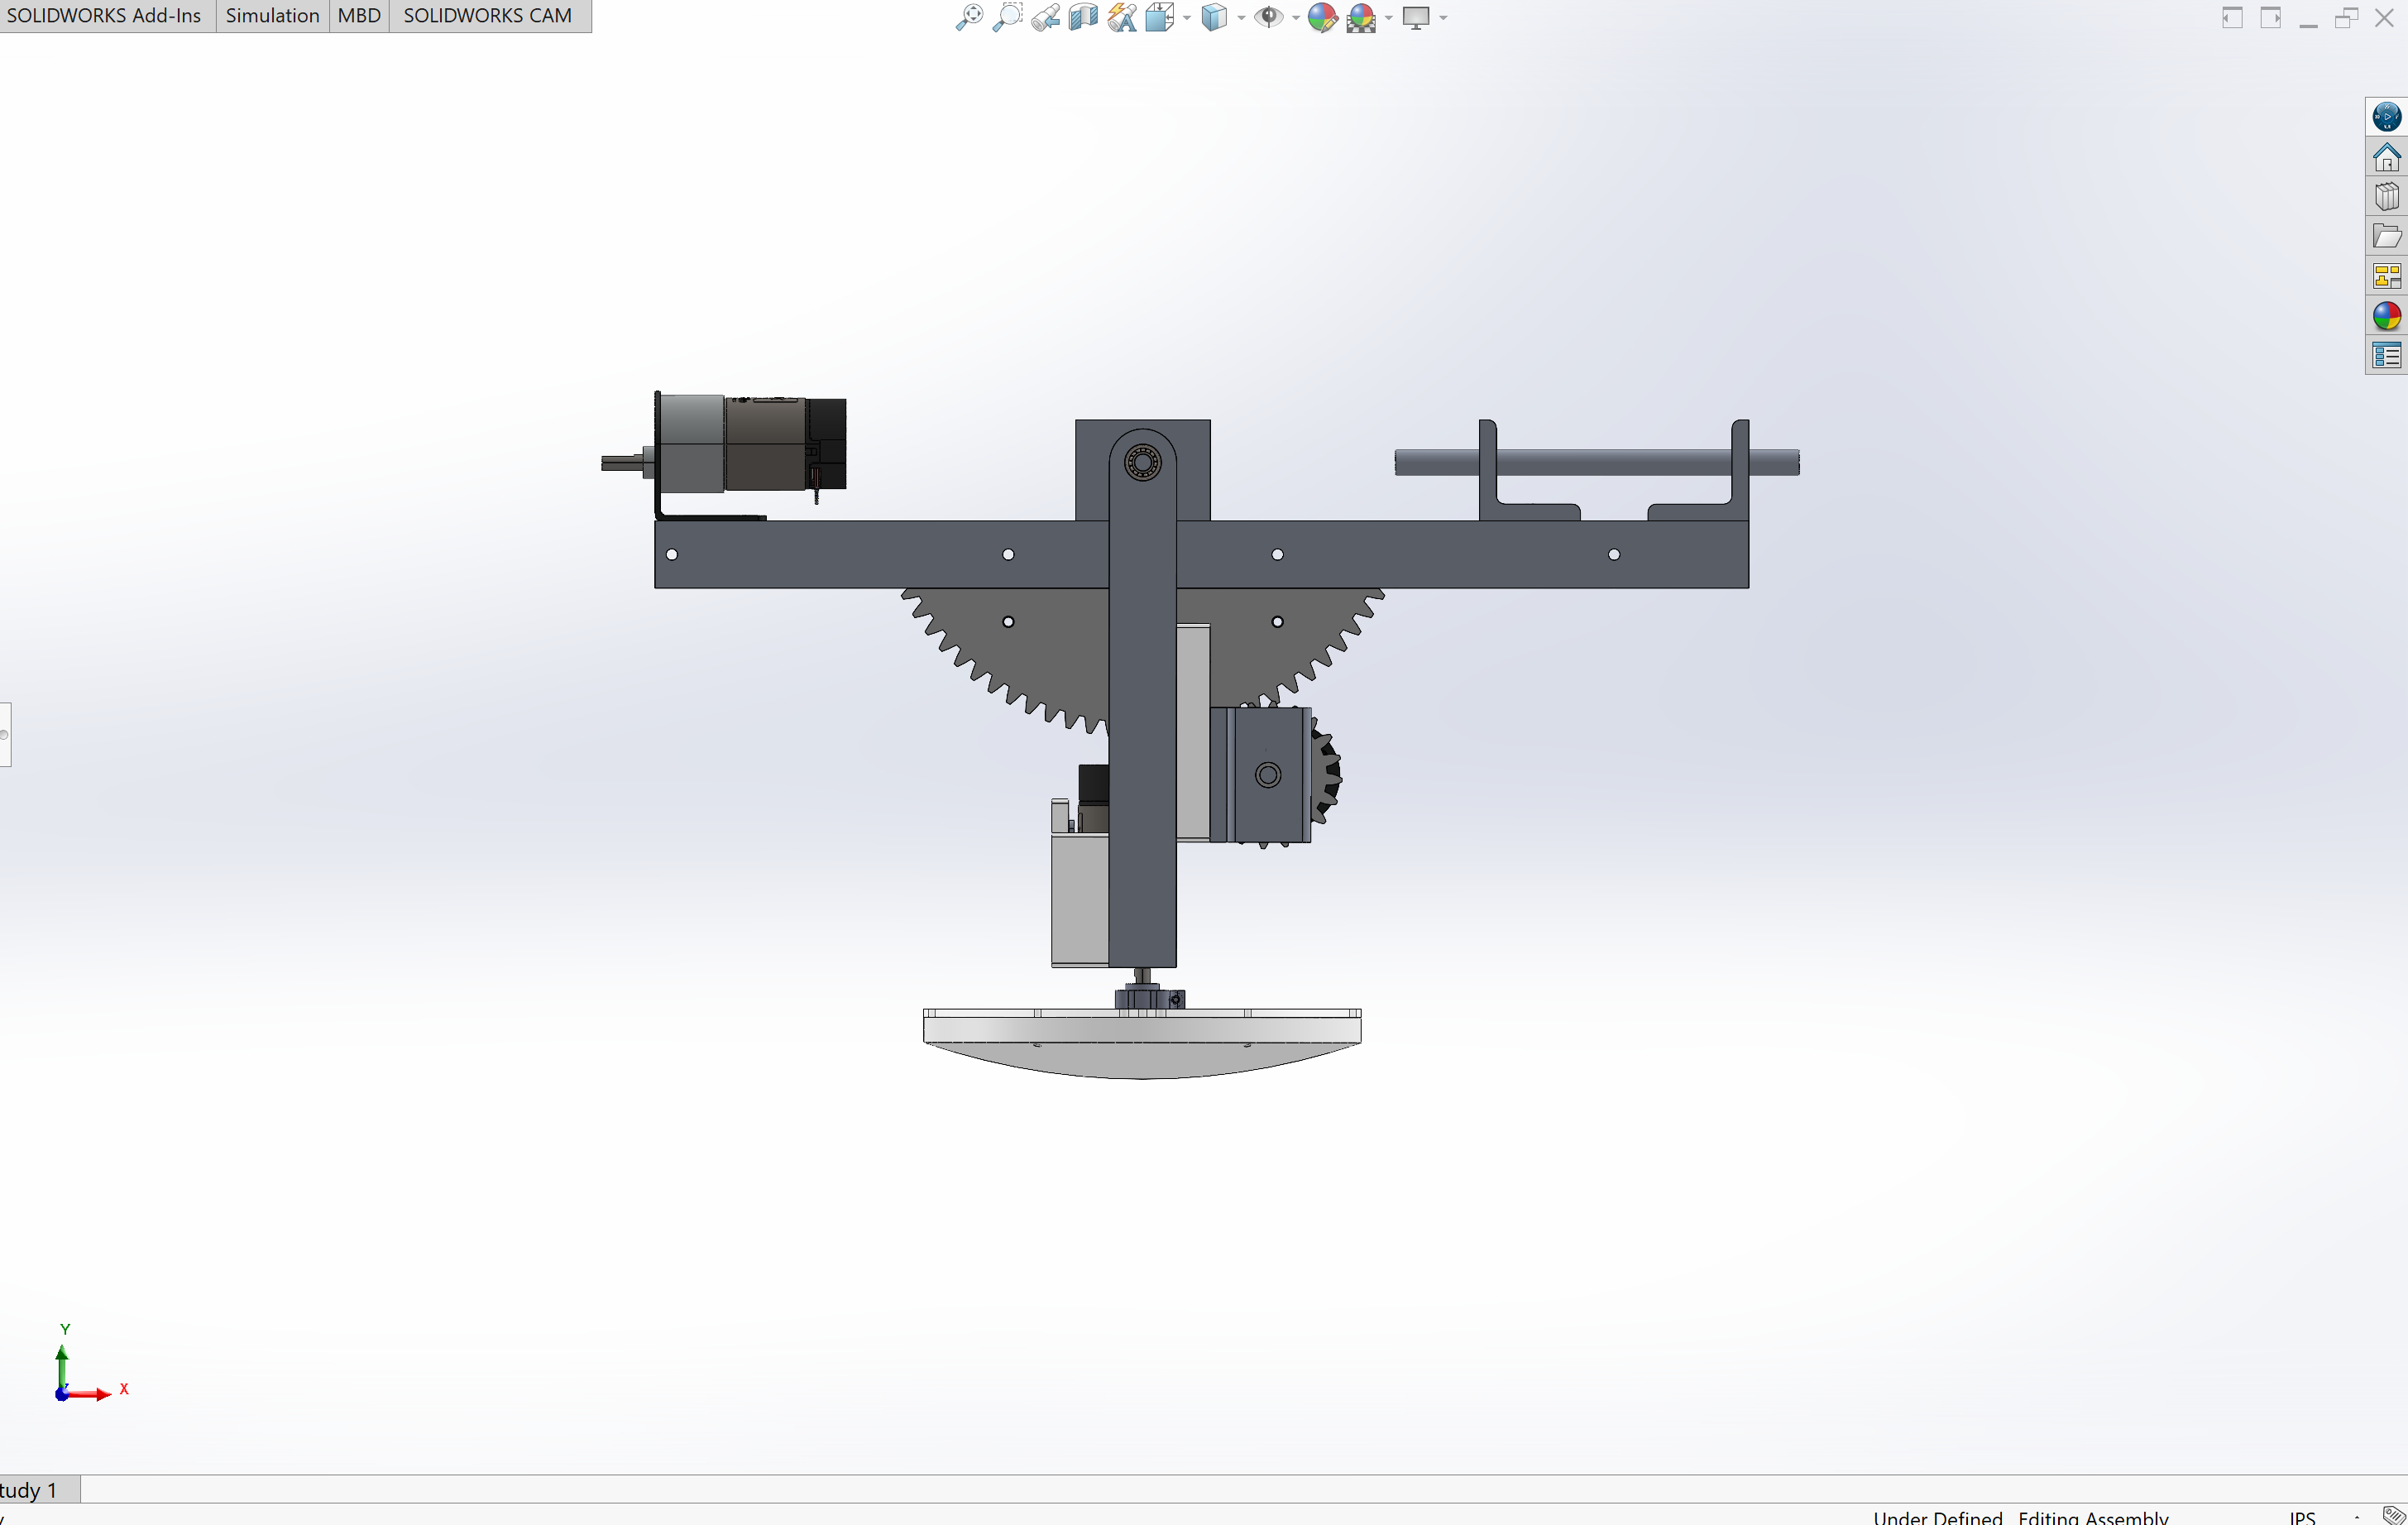 SOLIDWORKS Add-Ins Simulation MBD SOLIDWORKS CAM
Y
X
tudy 1
Under Defined Editing Assembly IPS